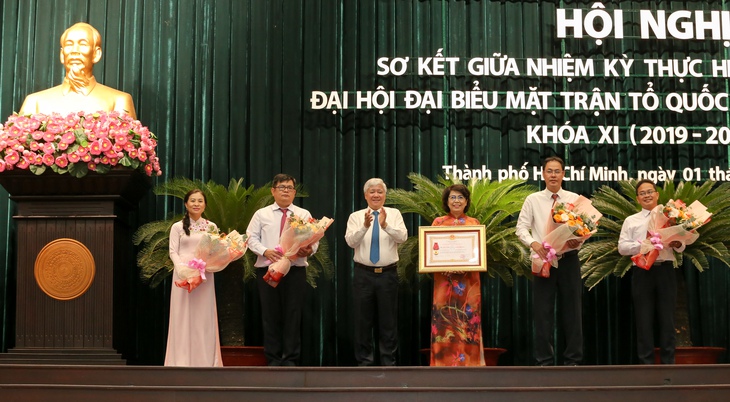 HỘI NGHỊ
SƠ KẾT GIỮA NHIỆM KỲ THỰC HI
ĐẠI HỘI ĐẠI BIỂU MẶT TRẬN TỔ QUỐC
KHÓA XI (2019-20
Thành phố Hồ Chí Minh, ngày 01 thá